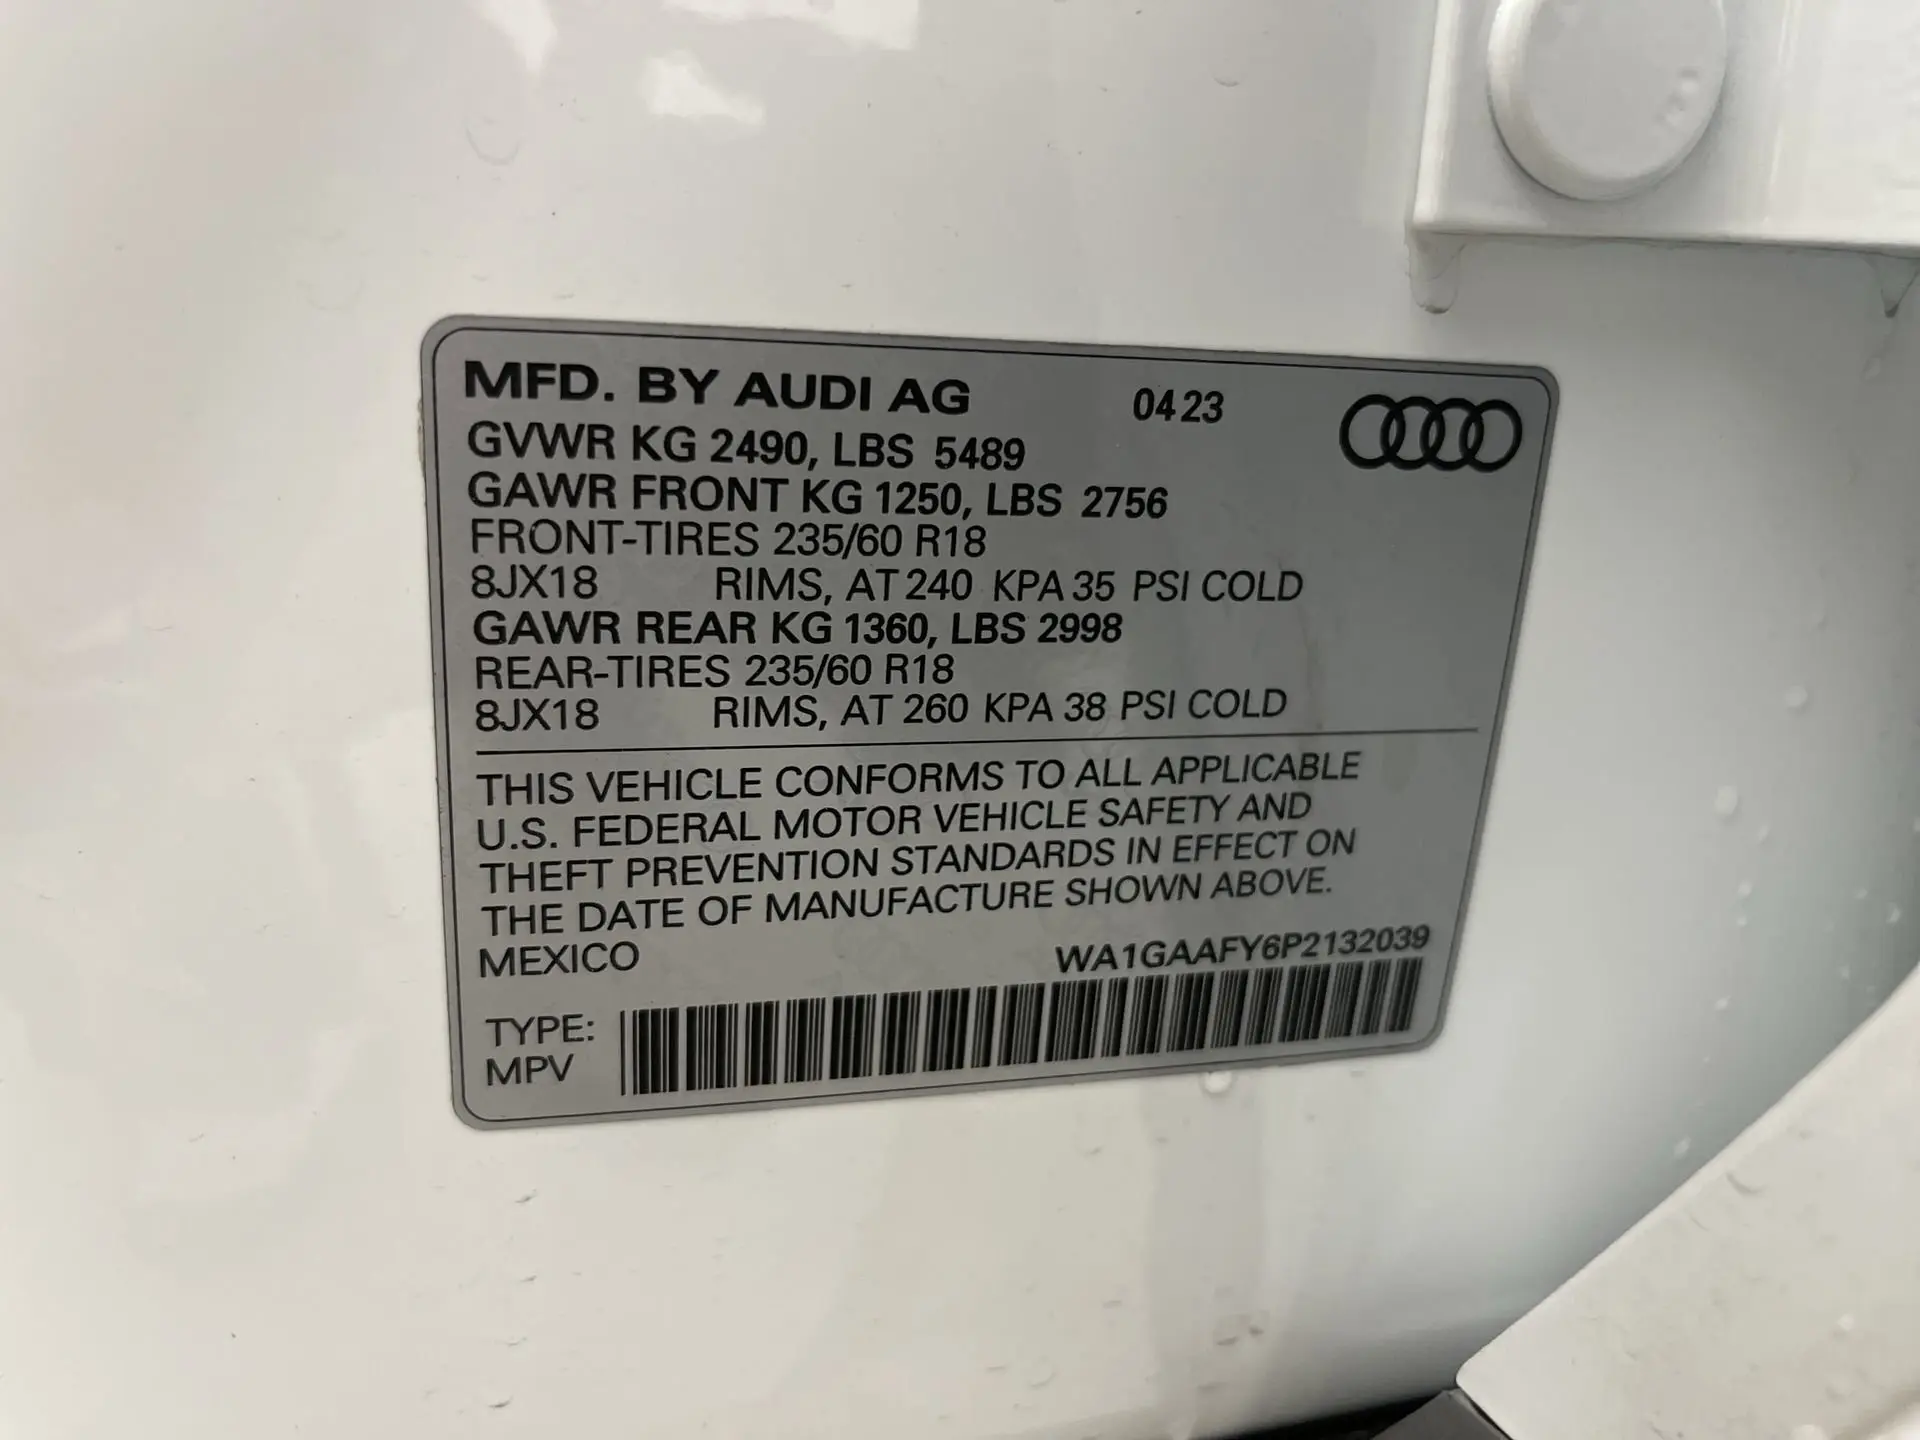 MFD. BY AUDI AG 0423
GVWR KG 2490, LBS 5489
GAWR FRONT KG 1250, LBS 2756
FRONT-TIRES 235/60 R18
8JX18 RIMS, AT 240 KPA 35 PSI COLD
GAWR REAR KG 1360, LBS 2998
REAR-TIRES 235/60 R18
8JX18 RIMS, AT 260 KPA 38 PSI COLD
THIS VEHICLE CONFORMS TO ALL APPLICABLE
U.S. FEDERAL MOTOR VEHICLE SAFETY AND
THEFT PREVENTION STANDARDS IN EFFECT ON
THE DATE OF MANUFACTURE SHOWN ABOVE.
MEXICO WA1GAAFY6P2132039
TYPE:
MPV